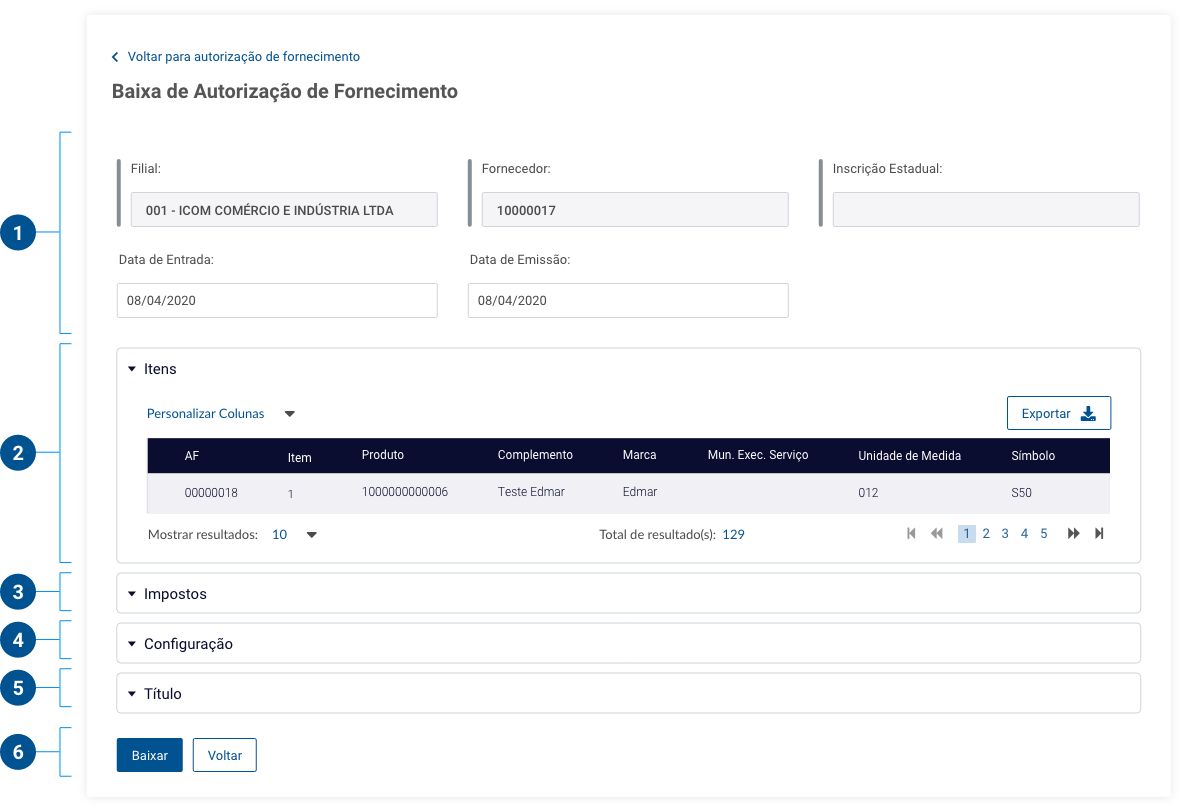 Voltar para autorização de fornecimento
Baixa de Autorização de Fornecimento
1
Filial: Fornecedor: Inscrição Estadual:
001 - ICOM COMÉRCIO E INDÚSTRIA LTDA 10000017
Data de Entrada: Data de Emissão:
08/04/2020 08/04/2020
2
Itens
Personalizar Colunas Exportar
AF Item Produto Complemento Marca Mun. Exec. Serviço Unidade de Medida Símbolo
00000018 1 1000000000006 Teste Edmar Edmar 012 S50
Mostrar resultados: 10 Total de resultado(s): 129 1 2 3 4 5
3 Impostos
4 Configuração
5 Título
6 Baixar Voltar